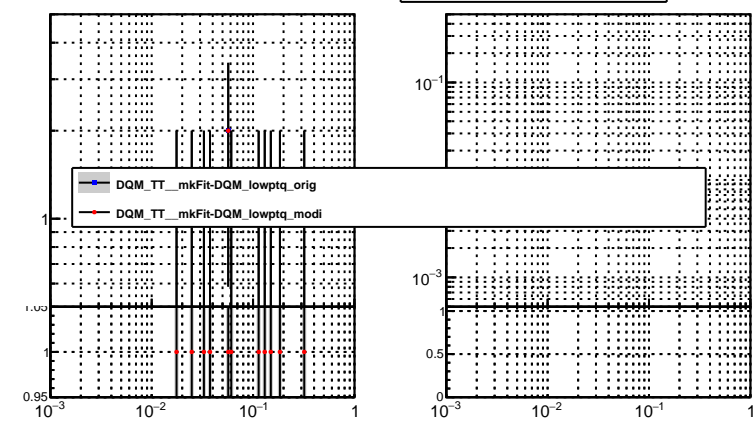 10⁻¹
DQM_TT__mkFit-DQM_lowptq_orig
DQM_TT__mkFit-DQM_lowptq_modi
1
10⁻³
1.05
1
1
0.5
0.95
0
10⁻³ 10⁻² 10⁻¹ 1
10⁻³ 10⁻² 10⁻¹ 1